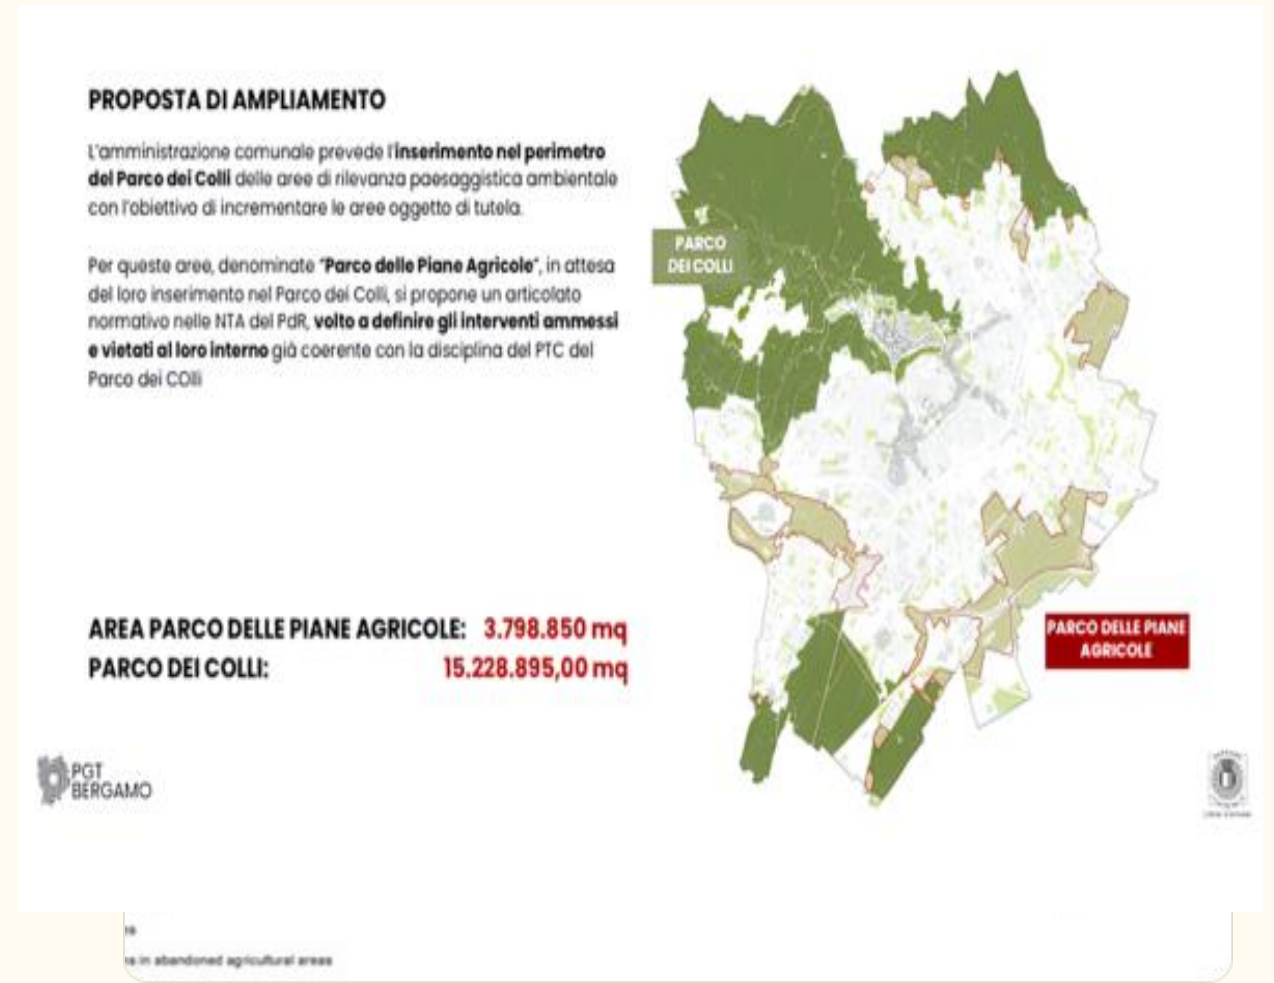 PROPOSTA DI AMPLIAMENTO
L'amministrazione comunale prevede l'inserimento nel perimetro
del Parco dei Colli delle aree di rilevanza paesaggistica ambientale
con l'obiettivo di incrementare le aree oggetto di tutela.
Per queste aree, denominate "Parco delle Piane Agricole", in attesa
del loro inserimento nel Parco dei Colli, si propone un articolato
normativo nelle NTA del PdR, volto a definire gli interventi ammessi
e vietati al loro interno già coerente con la disciplina del PTC del
Parco dei COlli
AREA PARCO DELLE PIANE AGRICOLE: 3.798.850 mq
PARCO DEI COLLI: 15.228.895,00 mq
PARCO
DEI COLLI
PARCO DELLE PIANE
AGRICOLE
PGT
BERGAMO
in abandoned agricultural areas